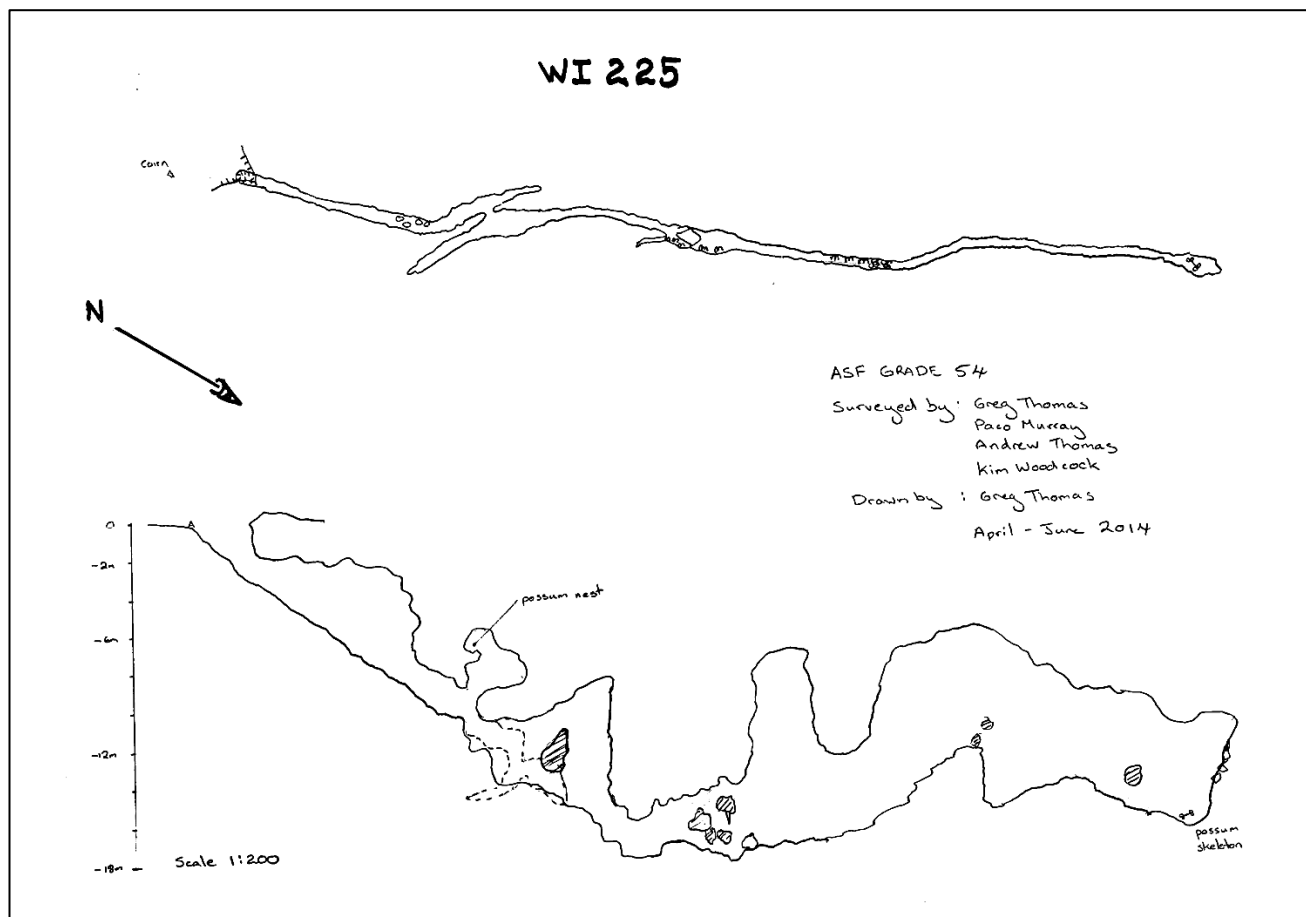 WI 225
Cairn
N
ASF GRADE 54
Surveyed by: Greg Thomas
Paco Murray
Andrew Thomas
Kim Woodcock
Drawn by : Greg Thomas
April - June 2014
0
-2m
-6m
-12m
-18m
possum nest
possum
skeleton
Scale 1:200